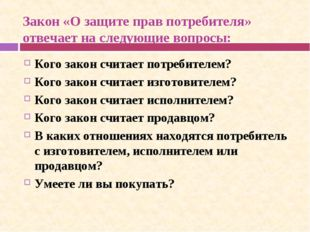 Закон «О защите прав потребителя»
отвечает на следующие вопросы:
Кого закон считает потребителем?
Кого закон считает изготовителем?
Кого закон считает исполнителем?
Кого закон считает продавцом?
В каких отношениях находятся потребитель
с изготовителем, исполнителем или
продавцом?
Умеете ли вы покупать?